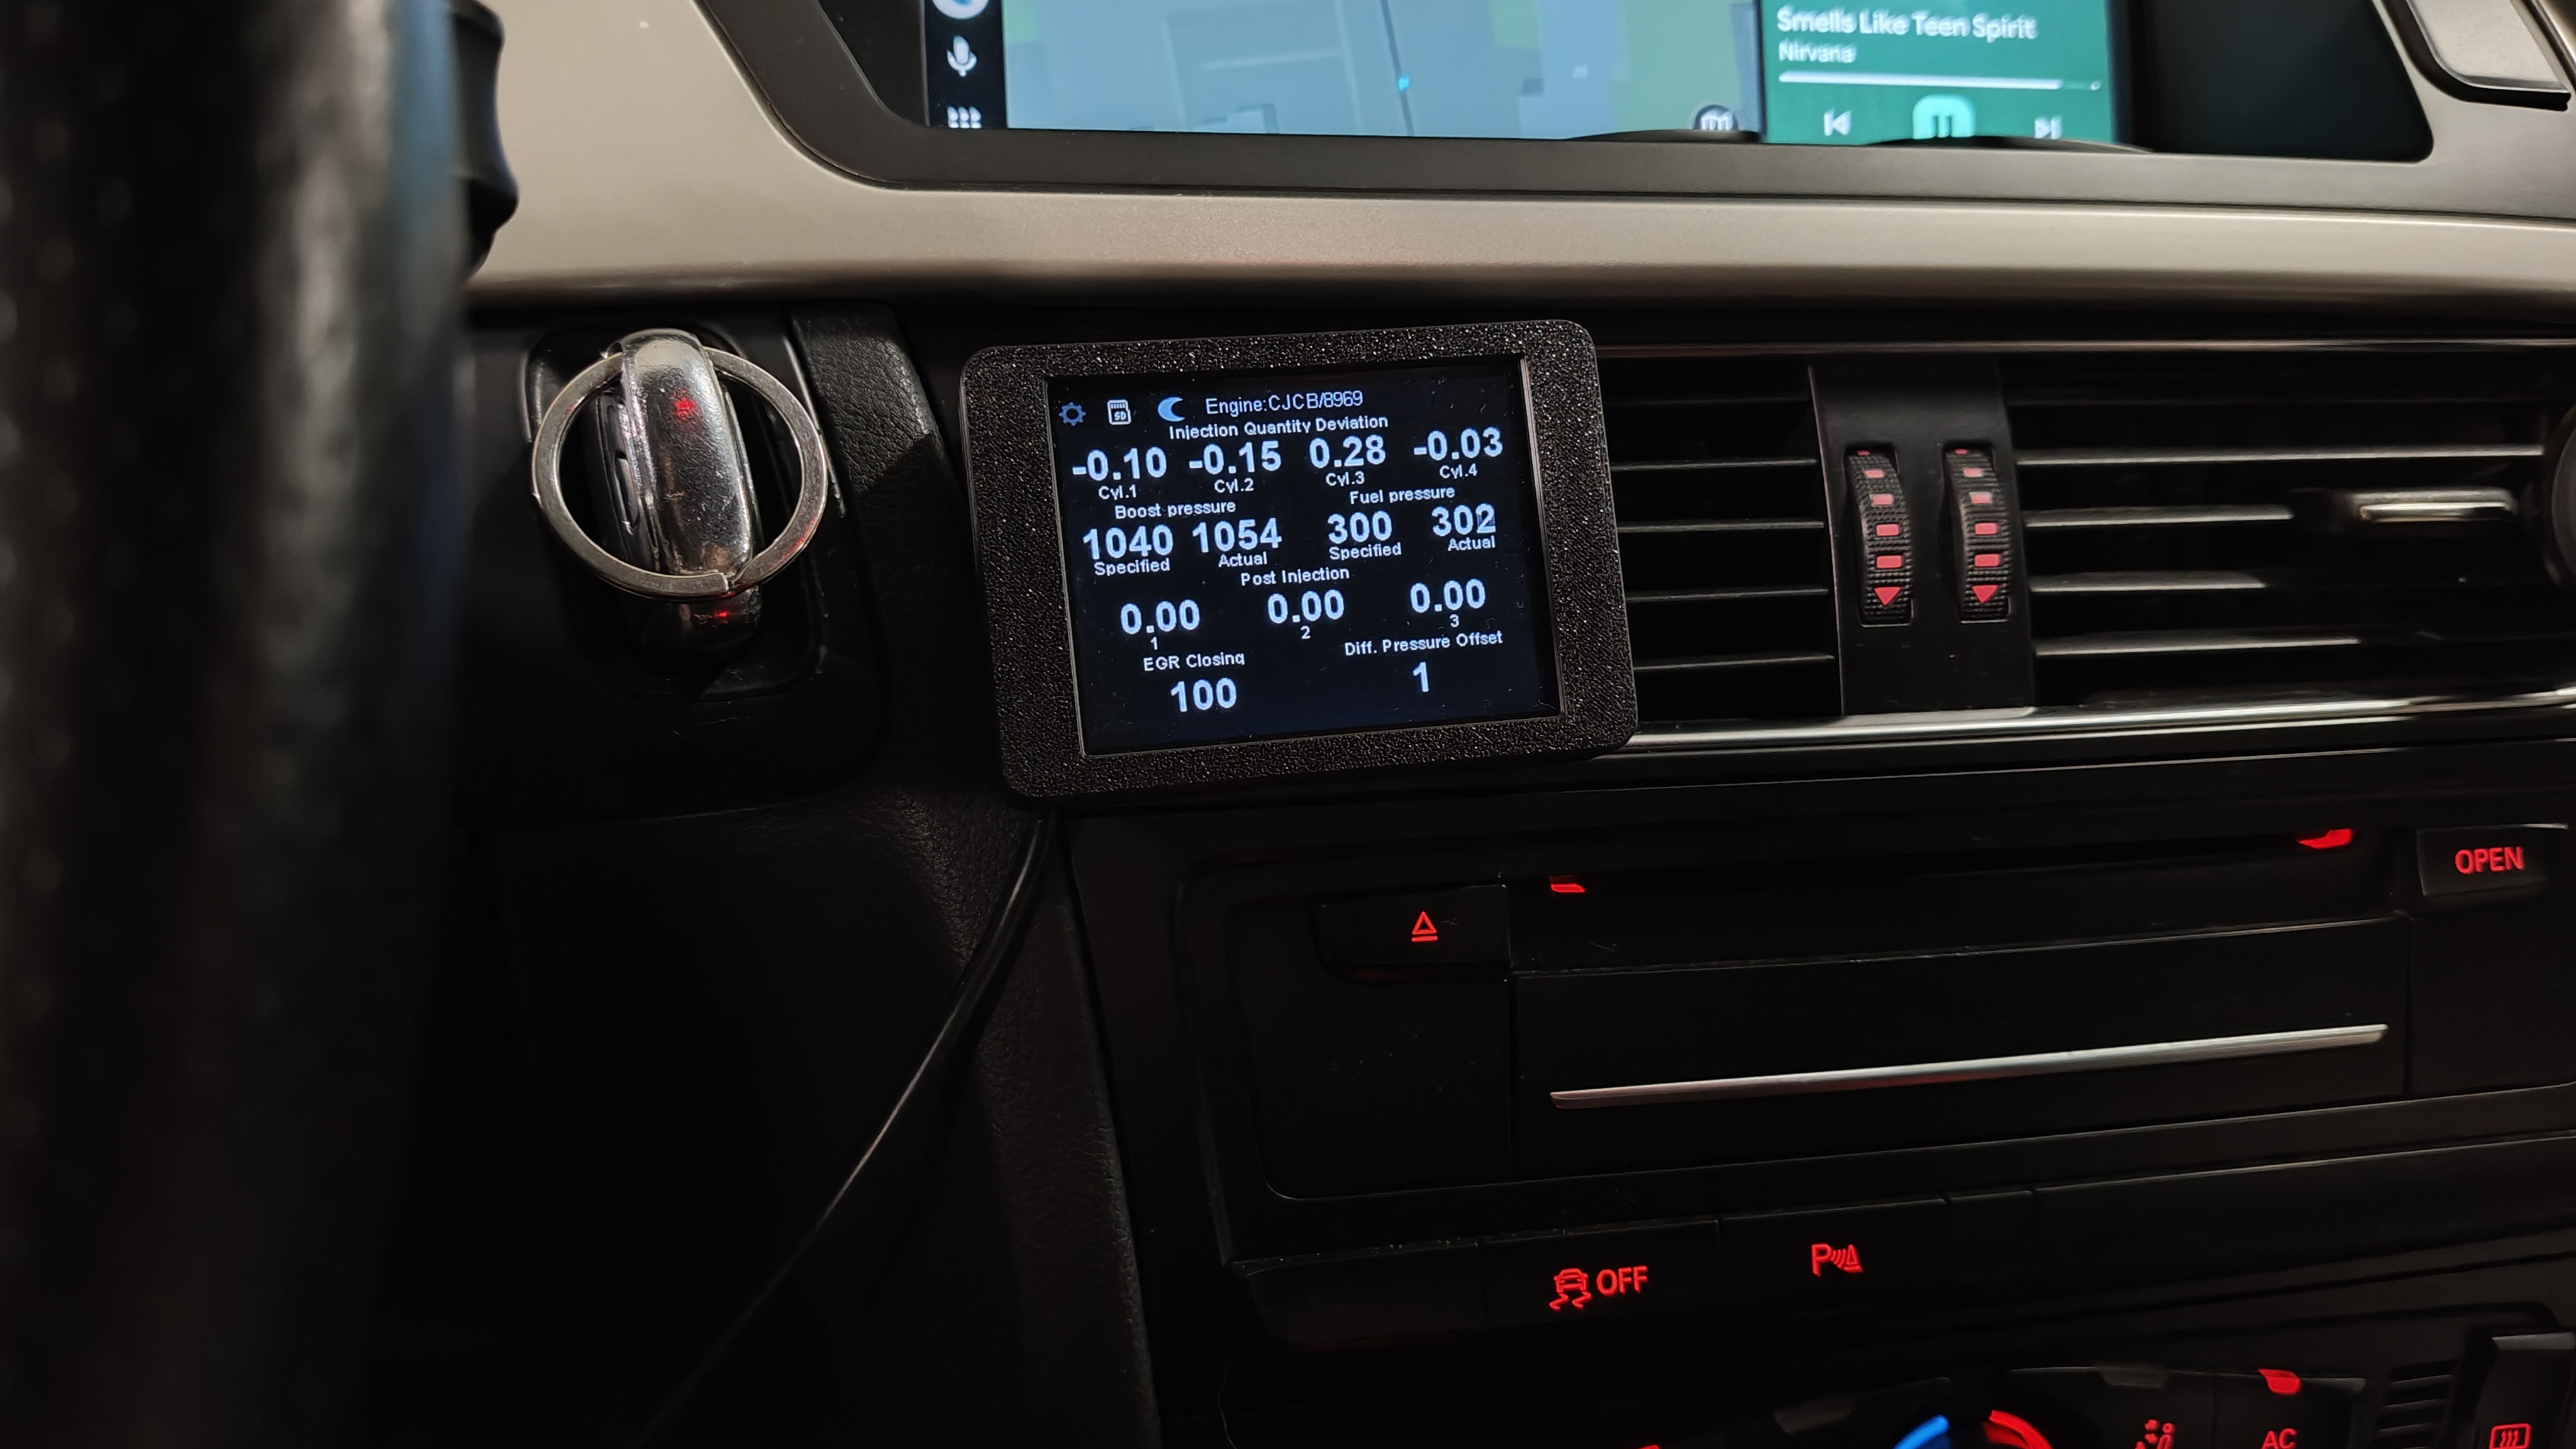 Smells Like Teen Spirit
Nirvana
SD
Engine:CJCB/8969
Injection Quantity Deviation
-0.10 -0.15 0.28 -0.03
Cyl.1 Cyl.2 Cyl.3 Cyl.4
Boost pressure Fuel pressure
1040 1054 300 302
Specified Actual Specified Actual
Post Injection
0.00 0.00 0.00
1 2 3
EGR Closing Diff. Pressure Offset
100 1
OPEN
OFF
P
AC